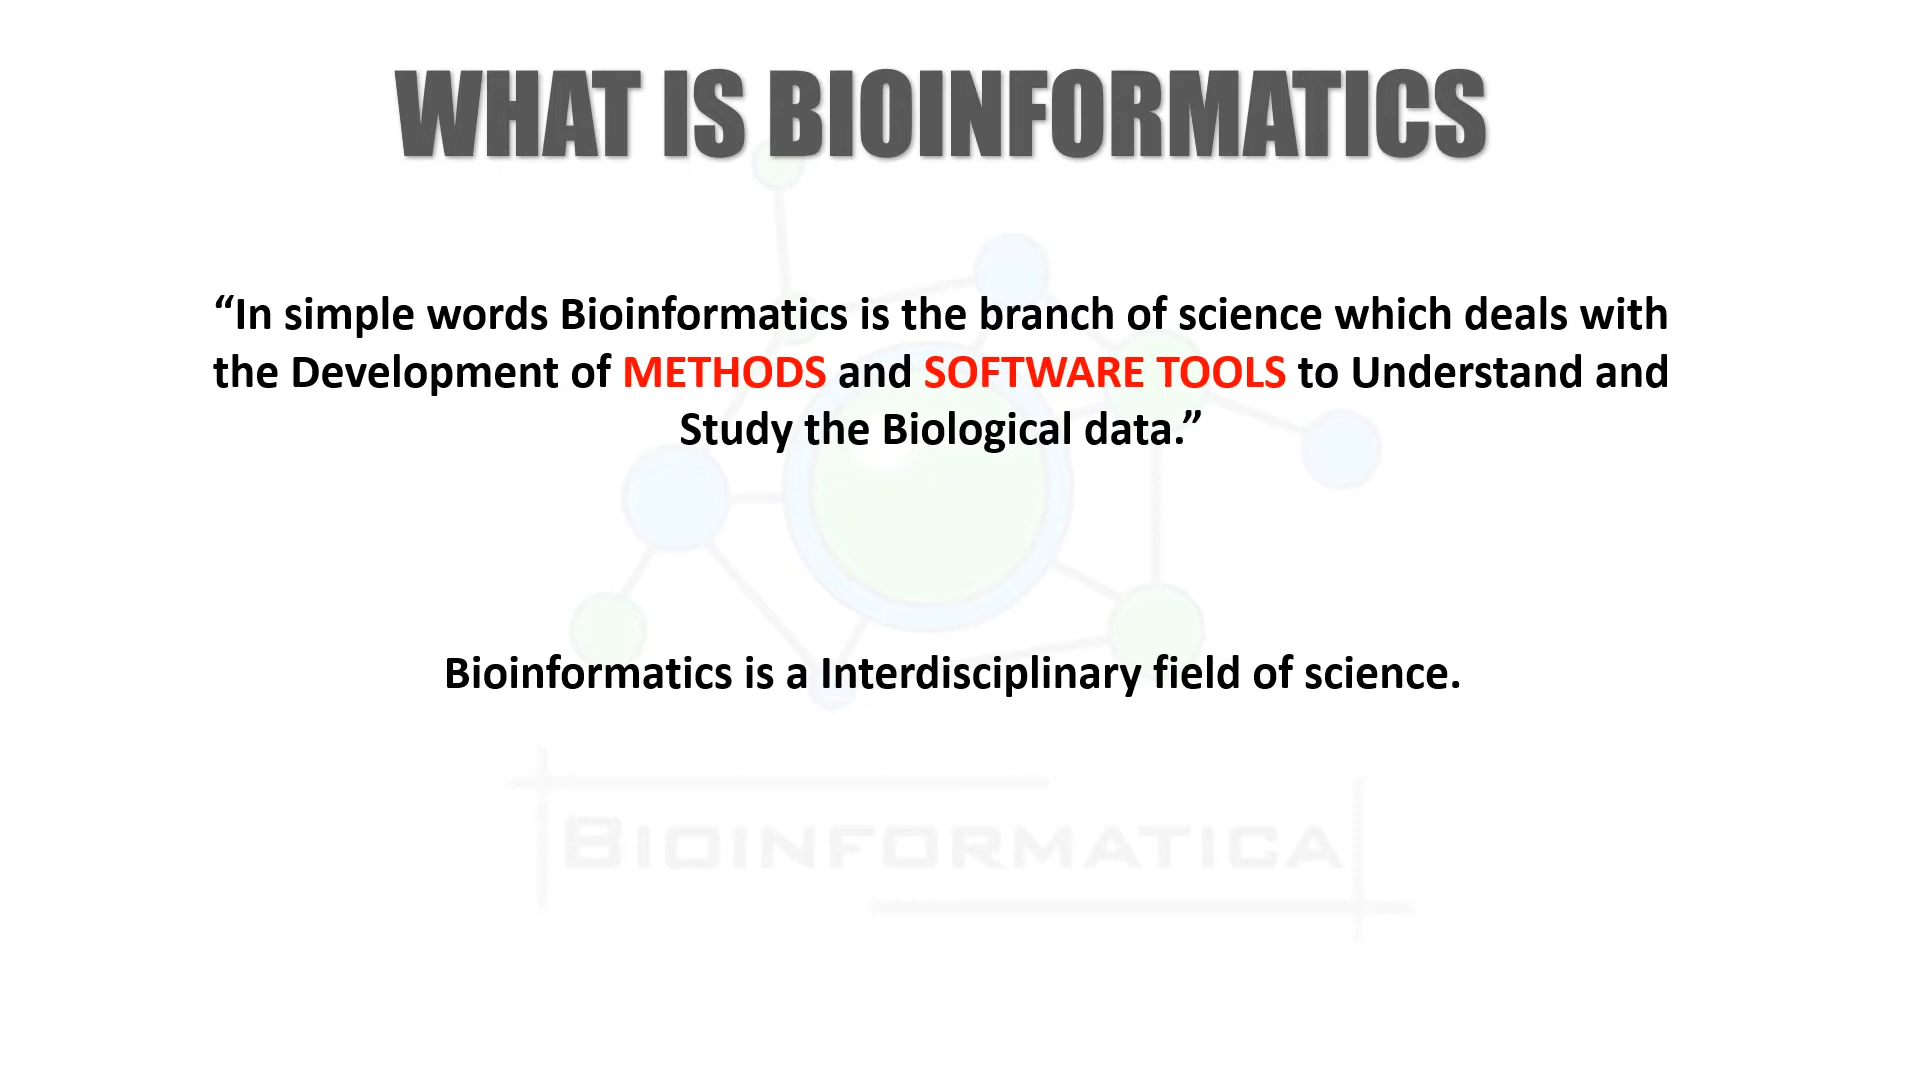 WHAT IS BIOINFORMATICS
“In simple words Bioinformatics is the branch of science which deals with
the Development of METHODS and SOFTWARE TOOLS to Understand and
Study the Biological data.”
Bioinformatics is a Interdisciplinary field of science.
BIOINFORMATICA